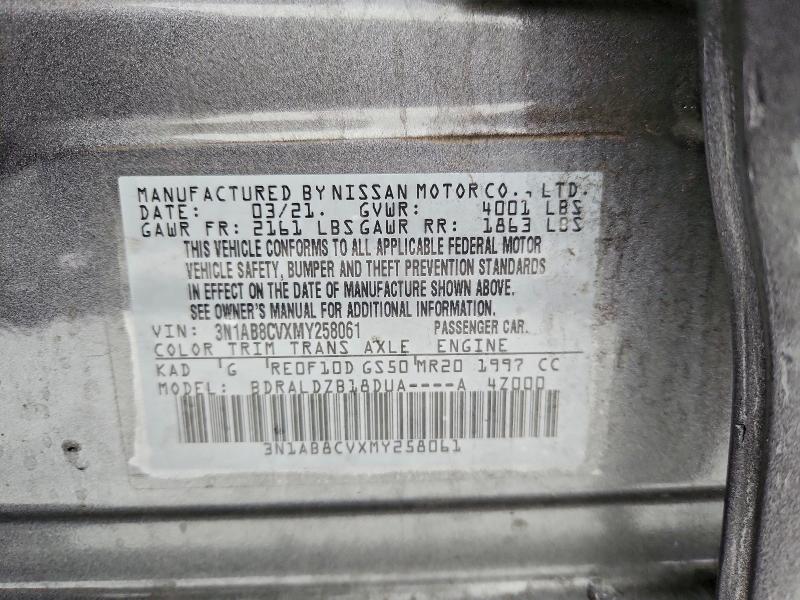 MANUFACTURED BY NISSAN MOTOR CO., LTD.
DATE: 03/21. GVWR: 4001 LBS
GAWR FR: 2161 LBS GAWR RR: 1863 LBS
THIS VEHICLE CONFORMS TO ALL APPLICABLE FEDERAL MOTOR
VEHICLE SAFETY, BUMPER AND THEFT PREVENTION STANDARDS
IN EFFECT ON THE DATE OF MANUFACTURE SHOWN ABOVE.
SEE OWNER'S MANUAL FOR ADDITIONAL INFORMATION.
VIN: 3N1AB8CVXMY258061 PASSENGER CAR.
COLOR TRIM TRANS AXLE ENGINE
KAD G RE0F10D GS50 MR20 1997 CC
MODEL: BDRALDZB18DUA----A 4Z000
3N1AB8CVXMY258061